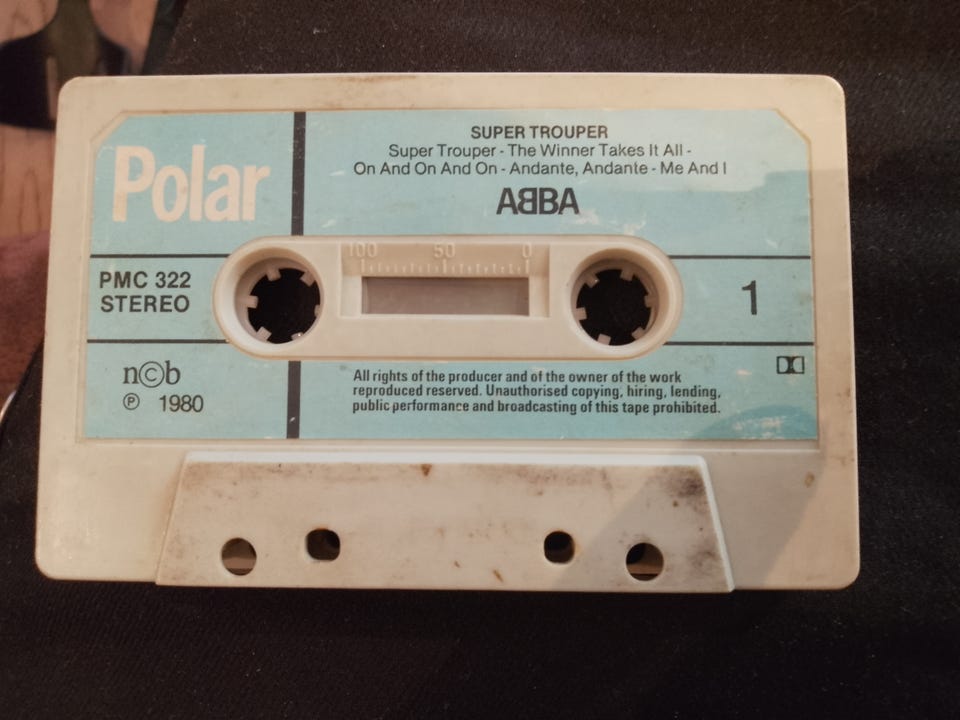 SUPER TROUPER
Super Trouper - The Winner Takes It All -
On And On And On - Andante, Andante - Me And I
ABBA
Polar
100 50 0
PMC 322
STEREO
1
n©b
℗ 1980
All rights of the producer and of the owner of the work
reproduced reserved. Unauthorised copying, hiring, lending,
public performance and broadcasting of this tape prohibited.